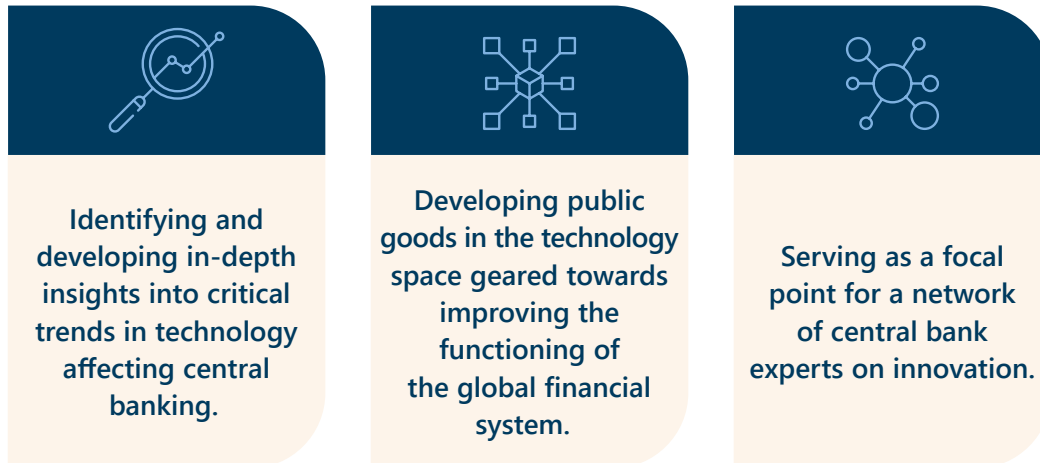 Identifying and
developing in-depth
insights into critical
trends in technology
affecting central
banking.
Developing public
goods in the technology
space geared towards
improving the
functioning of
the global financial
system.
Serving as a focal
point for a network
of central bank
experts on innovation.